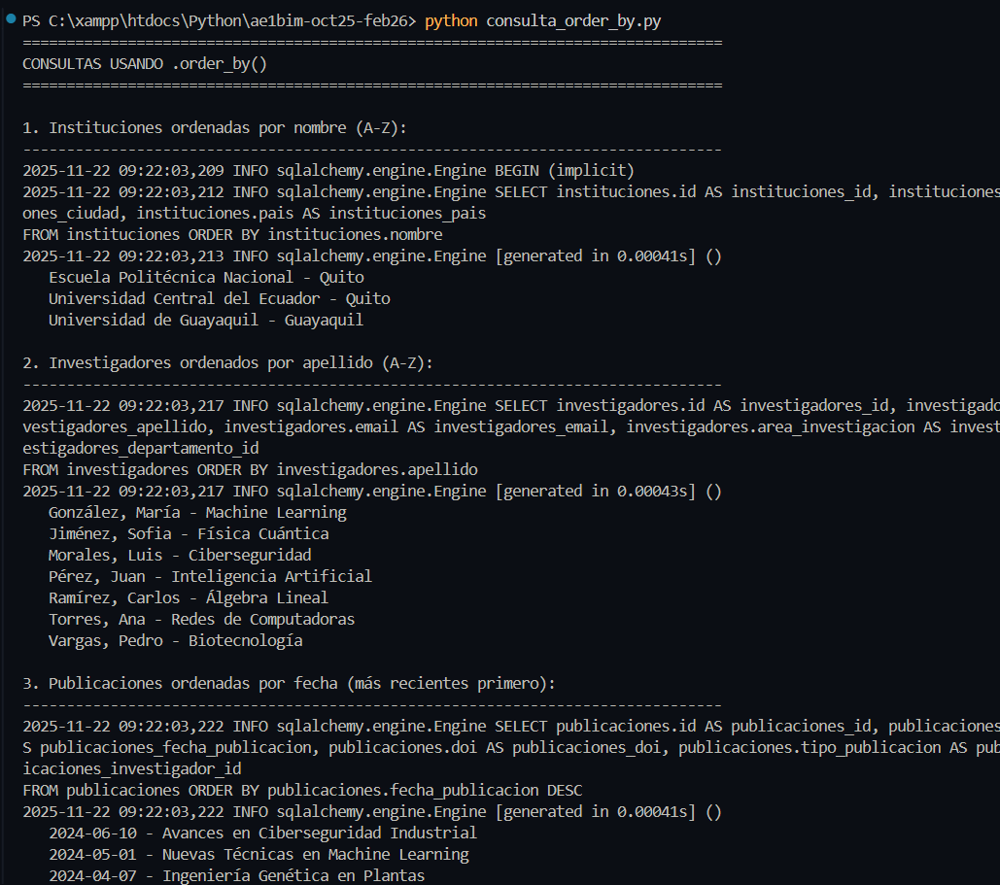 PS C:\xampp\htdocs\Python\ae1bim-oct25-feb26> python consulta_order_by.py
================================================================================
CONSULTAS USANDO .order_by()
================================================================================
1. Instituciones ordenadas por nombre (A-Z):
--------------------------------------------------------------------------------
2025-11-22 09:22:03,209 INFO sqlalchemy.engine.Engine BEGIN (implicit)
2025-11-22 09:22:03,212 INFO sqlalchemy.engine.Engine SELECT instituciones.id AS instituciones_id, instituciones
ones_ciudad, instituciones.pais AS instituciones_pais
FROM instituciones ORDER BY instituciones.nombre
2025-11-22 09:22:03,213 INFO sqlalchemy.engine.Engine [generated in 0.00041s] ()
Escuela Politécnica Nacional - Quito
Universidad Central del Ecuador - Quito
Universidad de Guayaquil - Guayaquil
2. Investigadores ordenados por apellido (A-Z):
--------------------------------------------------------------------------------
2025-11-22 09:22:03,217 INFO sqlalchemy.engine.Engine SELECT investigadores.id AS investigadores_id, investigado
vestigadores_apellido, investigadores.email AS investigadores_email, investigadores.area_investigacion AS invest
estigadores_departamento_id
FROM investigadores ORDER BY investigadores.apellido
2025-11-22 09:22:03,217 INFO sqlalchemy.engine.Engine [generated in 0.00043s] ()
González, María - Machine Learning
Jiménez, Sofia - Física Cuántica
Morales, Luis - Ciberseguridad
Pérez, Juan - Inteligencia Artificial
Ramírez, Carlos - Álgebra Lineal
Torres, Ana - Redes de Computadoras
Vargas, Pedro - Biotecnología
3. Publicaciones ordenadas por fecha (más recientes primero):
--------------------------------------------------------------------------------
2025-11-22 09:22:03,222 INFO sqlalchemy.engine.Engine SELECT publicaciones.id AS publicaciones_id, publicaciones
S publicaciones_fecha_publicacion, publicaciones.doi AS publicaciones_doi, publicaciones.tipo_publicacion AS pub
icaciones_investigador_id
FROM publicaciones ORDER BY publicaciones.fecha_publicacion DESC
2025-11-22 09:22:03,222 INFO sqlalchemy.engine.Engine [generated in 0.00041s] ()
2024-06-10 - Avances en Ciberseguridad Industrial
2024-05-01 - Nuevas Técnicas en Machine Learning
2024-04-07 - Ingeniería Genética en Plantas